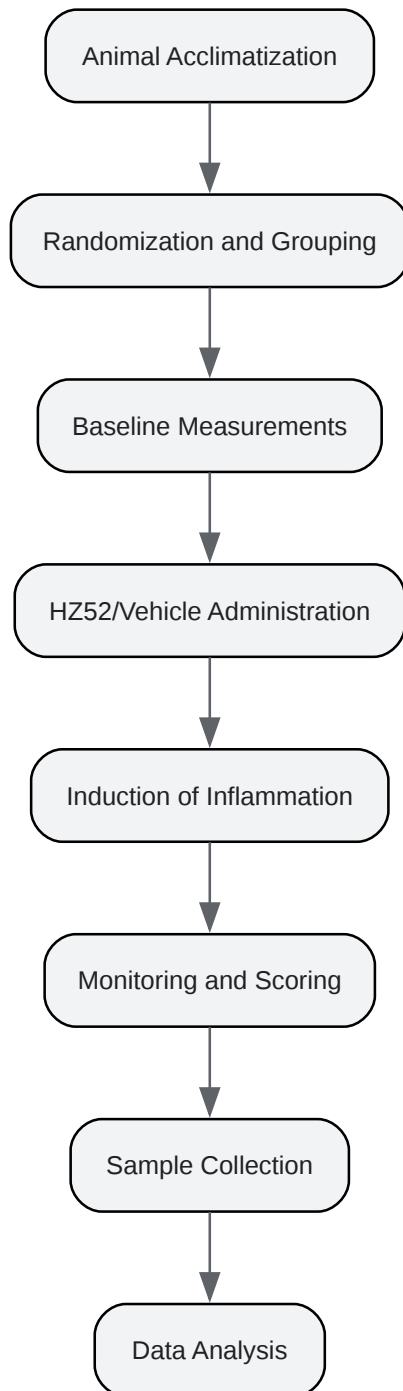 Animal Acclimatization
Randomization and Grouping
Baseline Measurements
HZ52/Vehicle Administration
Induction of Inflammation
Monitoring and Scoring
Sample Collection
Data Analysis